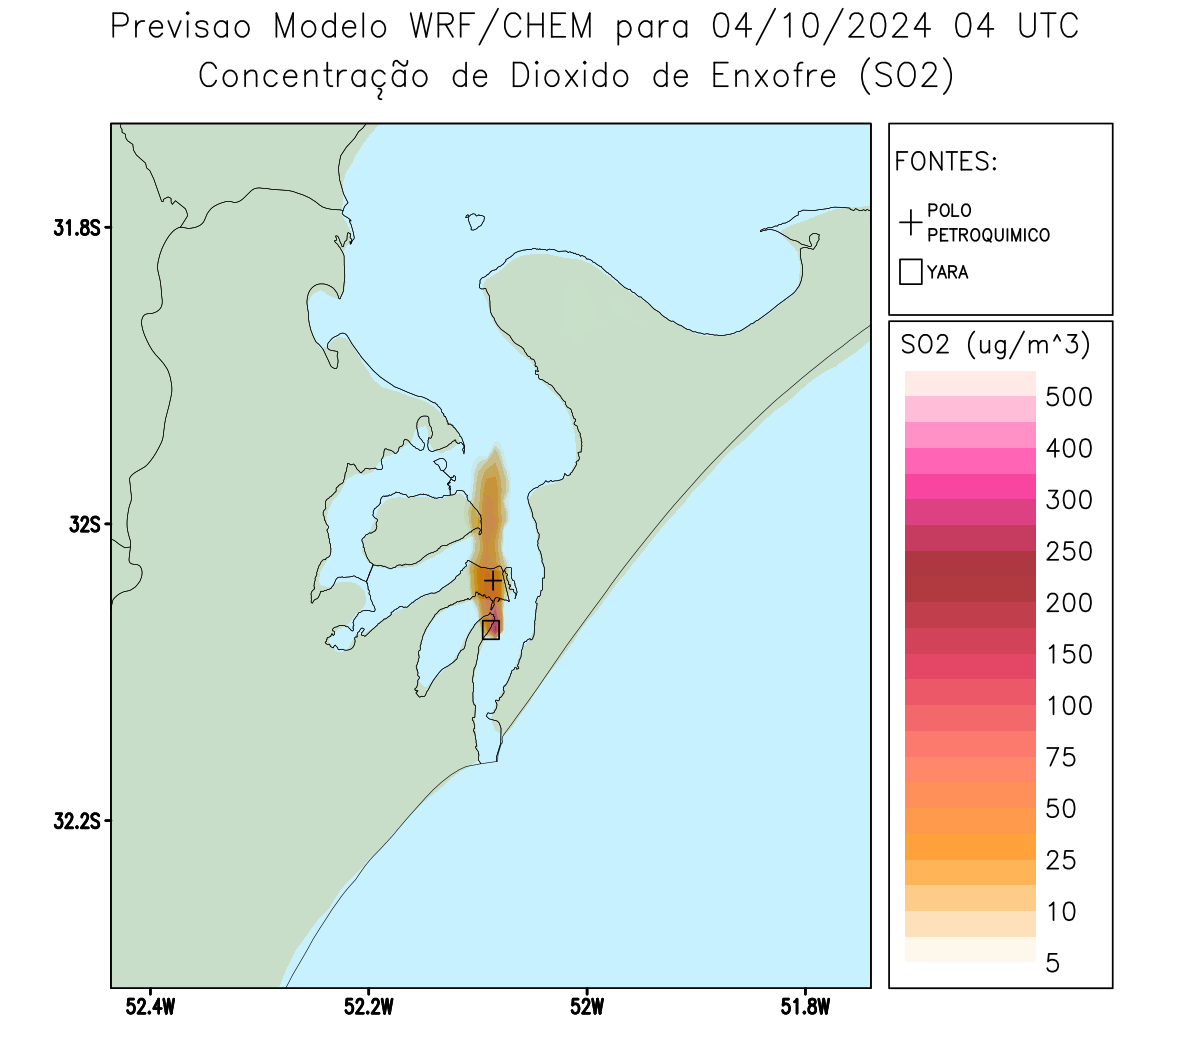 Previsao Modelo WRF/CHEM para 04/10/2024 04 UTC
Concentração de Dioxido de Enxofre (SO2)
FONTES:
POLO
PETROQUIMICO
YARA
SO2 (ug/m^3)
500
400
300
250
200
150
100
75
50
25
10
5
31.8S
32S
32.2S
52.4W
52.2W
52W
51.8W